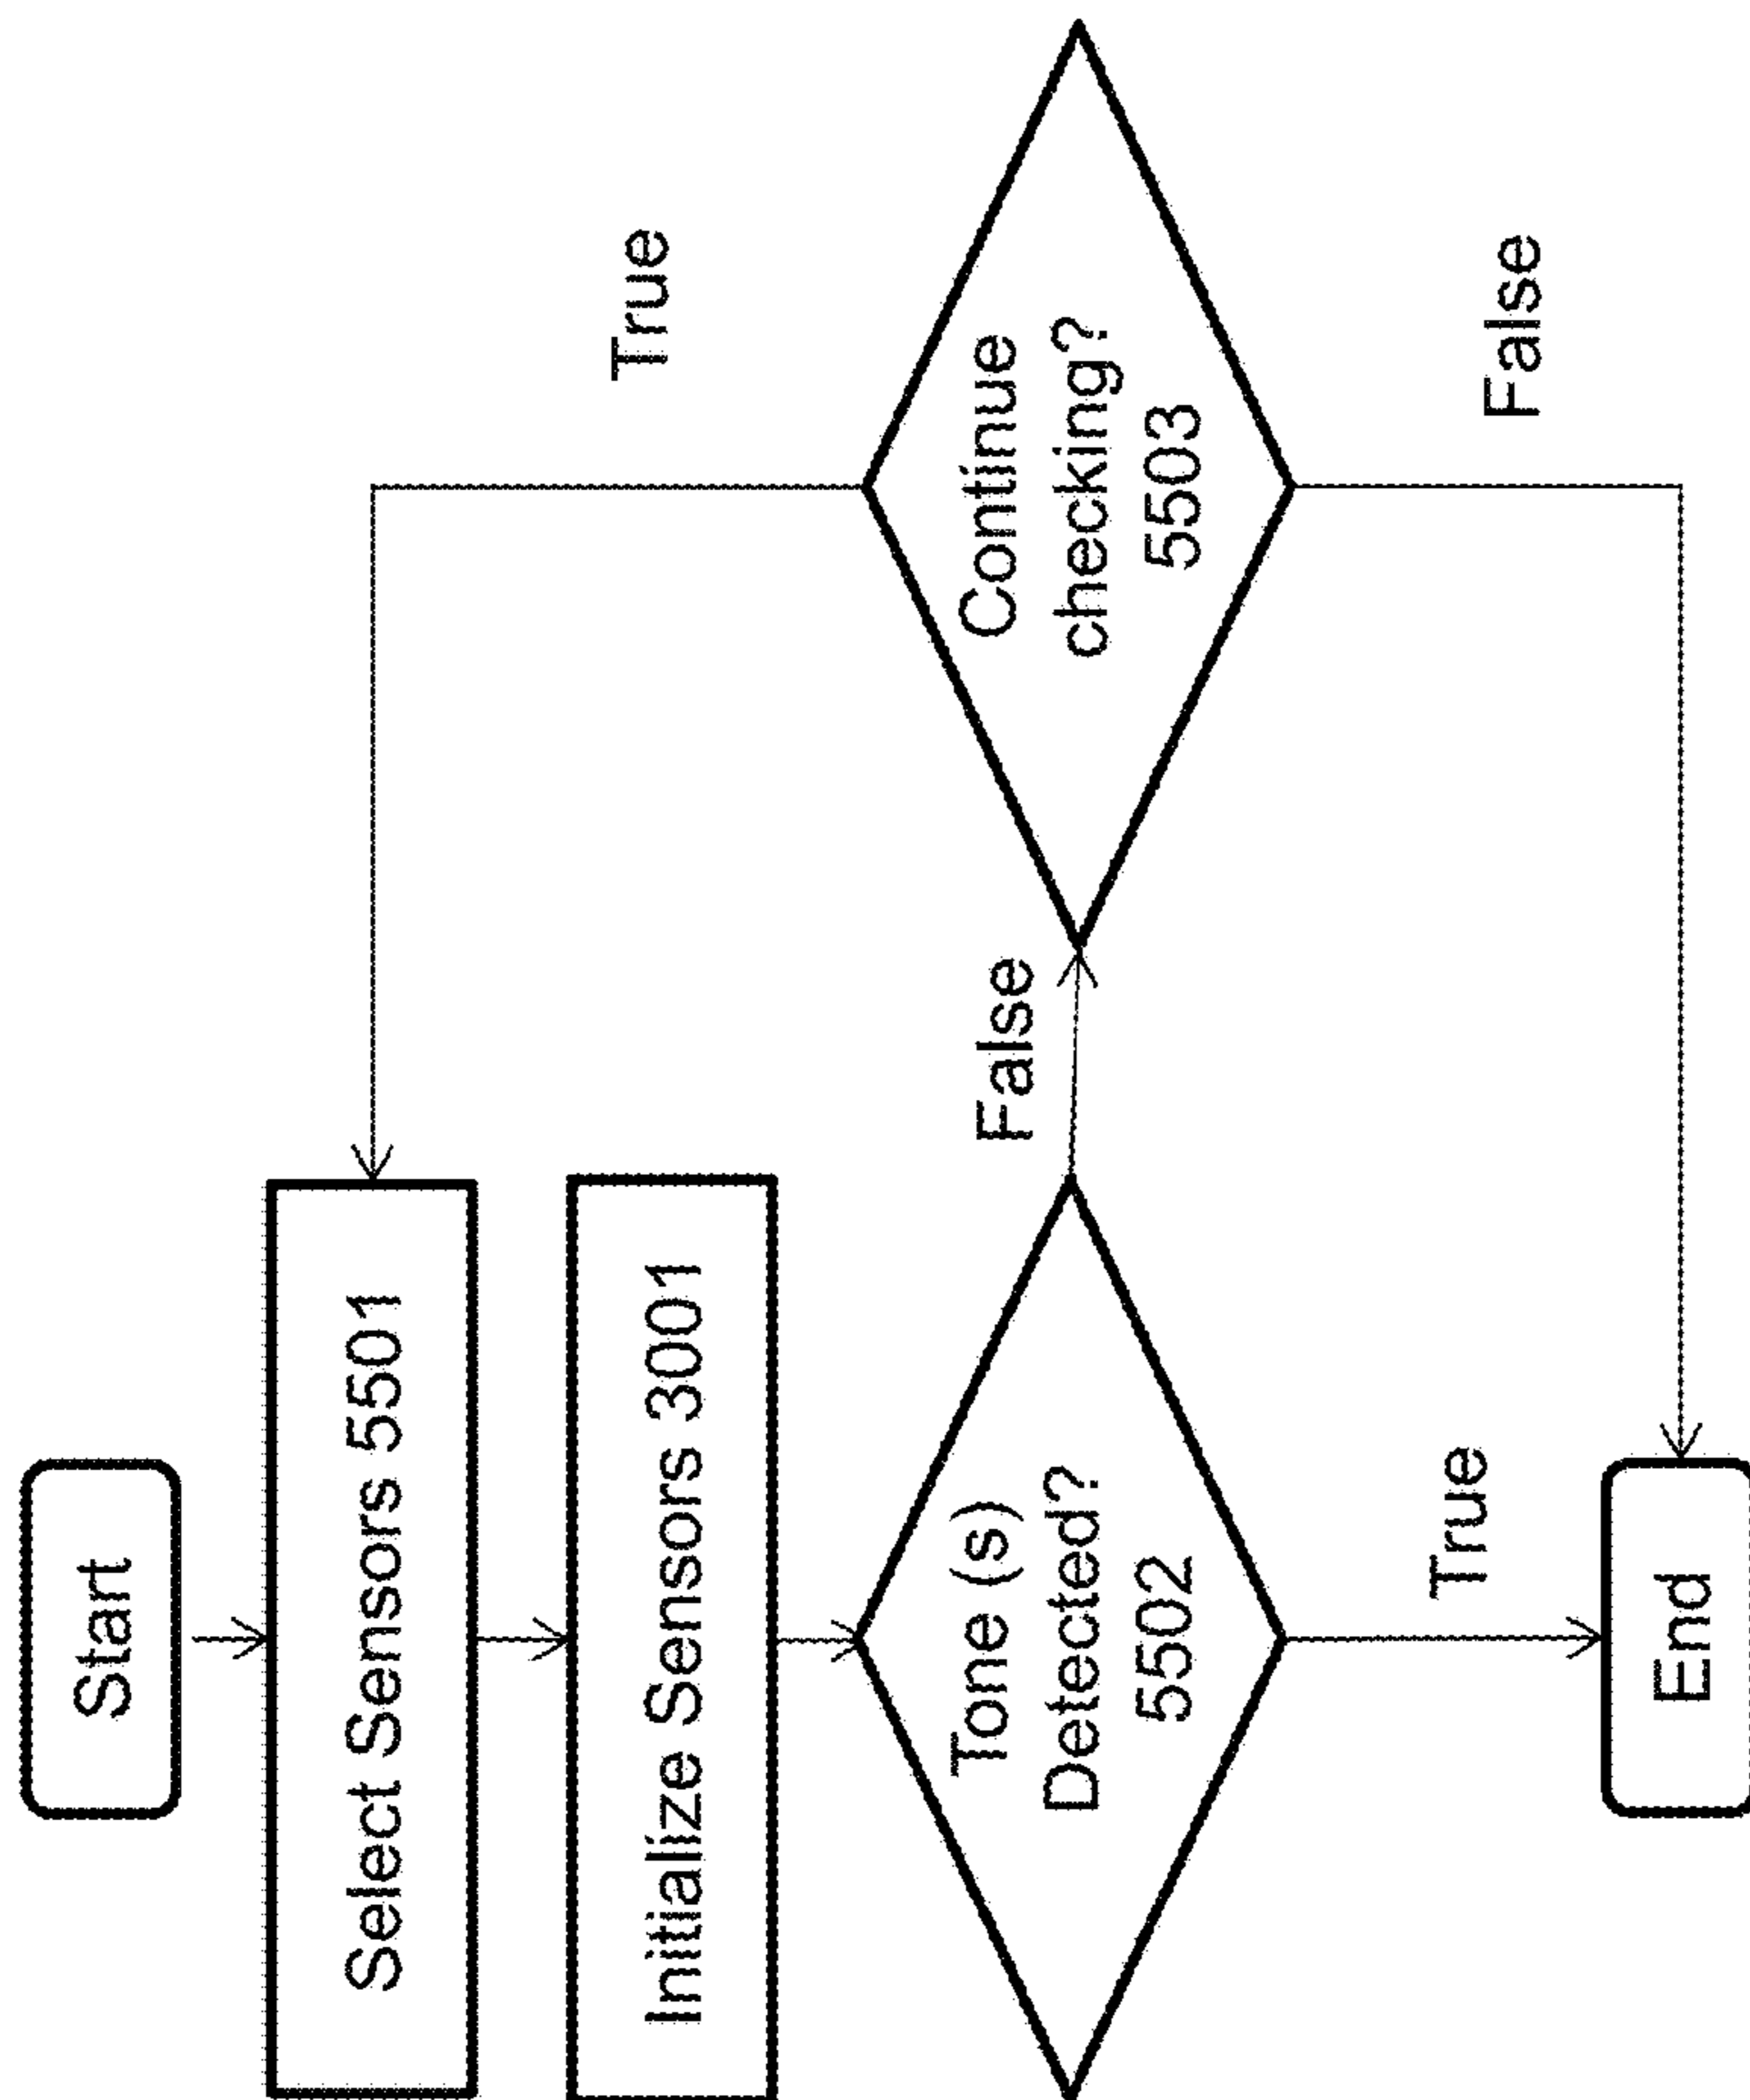 Start
Select Sensors 5501
Initialize Sensors 3001
Tone (s)
Detected?
5502
False
Continue
checking?
5503
True
False
True
End